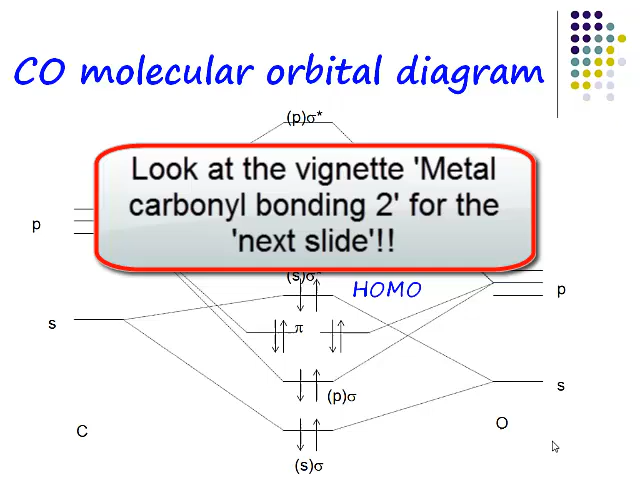 CO molecular orbital diagram
(p)σ*
Look at the vignette 'Metal
carbonyl bonding 2' for the
'next slide'!!
p
(s)σ*
HOMO
p
s
π
s
(p)σ
C
O
(s)σ